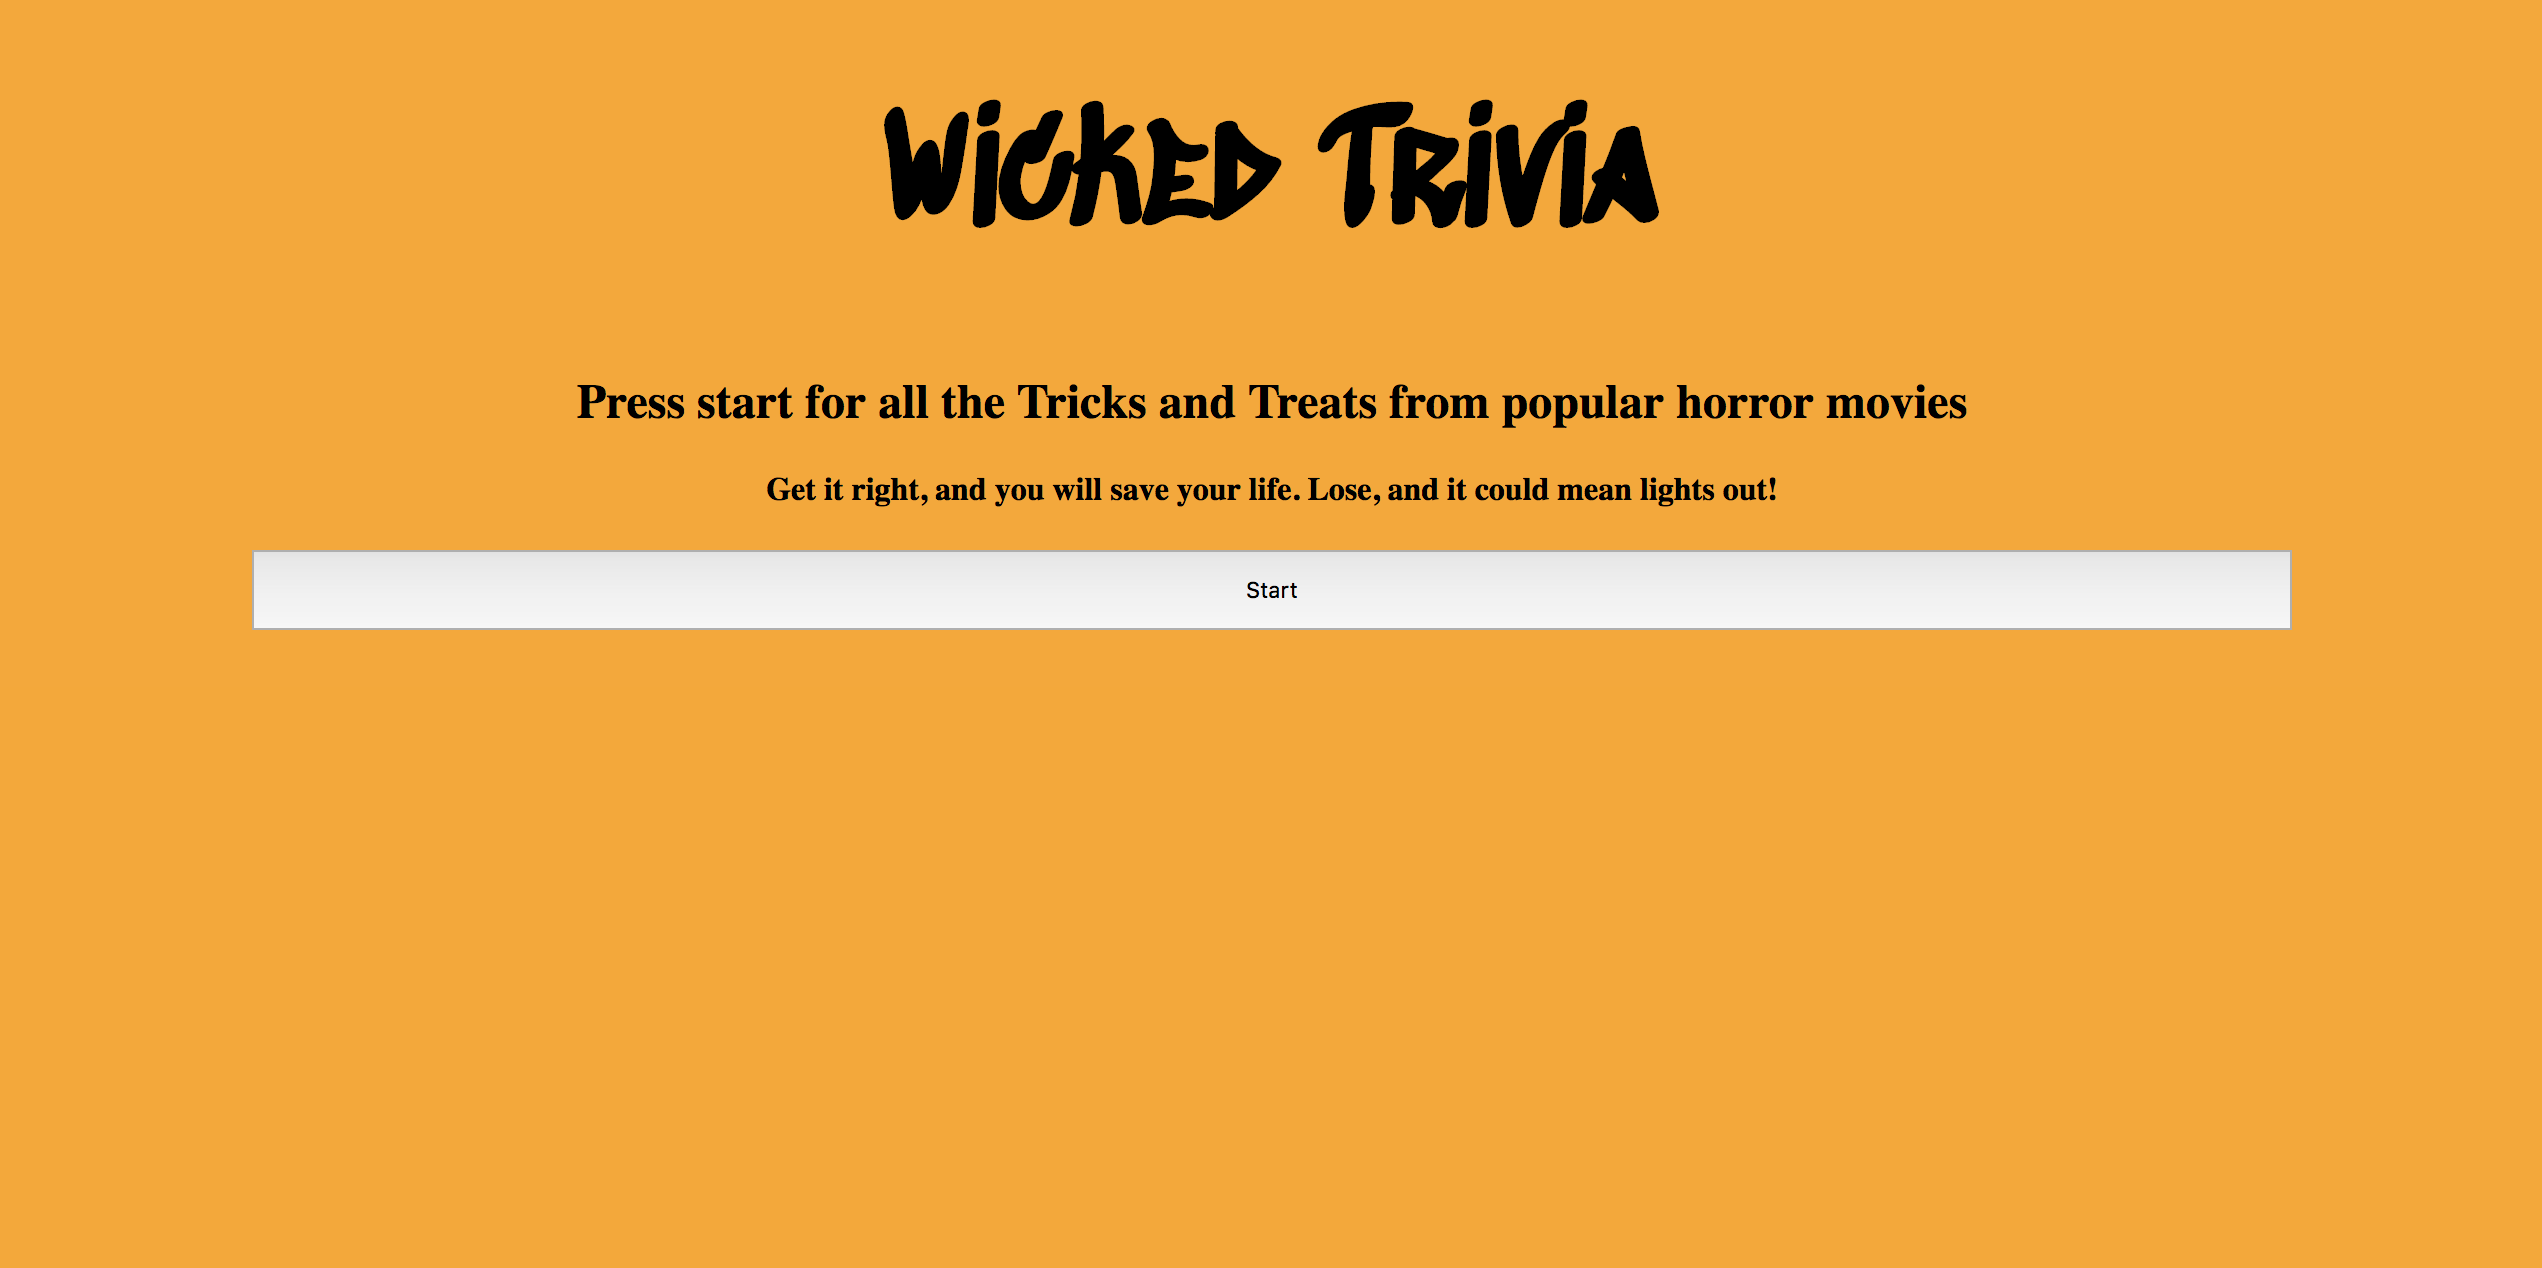 Wicked Trivia
Press start for all the Tricks and Treats from popular horror movies
Get it right, and you will save your life. Lose, and it could mean lights out!
Start